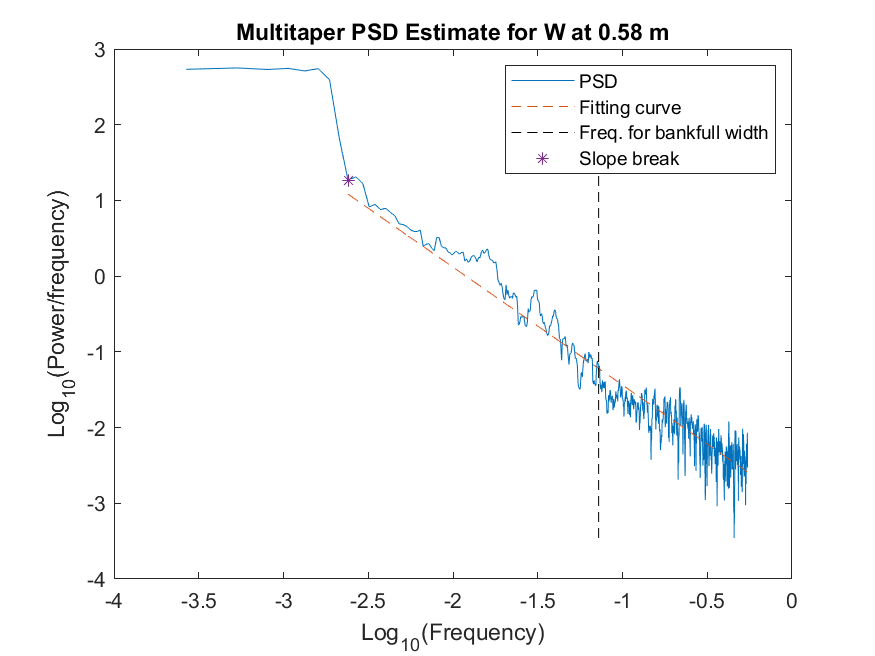 Multitaper PSD Estimate for W at 0.58 m
PSD
Fitting curve
Freq. for bankfull width
Slope break
3
2
1
0
-1
-2
-3
-4
Log10(Power/frequency)
-4 -3.5 -3 -2.5 -2 -1.5 -1 -0.5 0
Log10(Frequency)